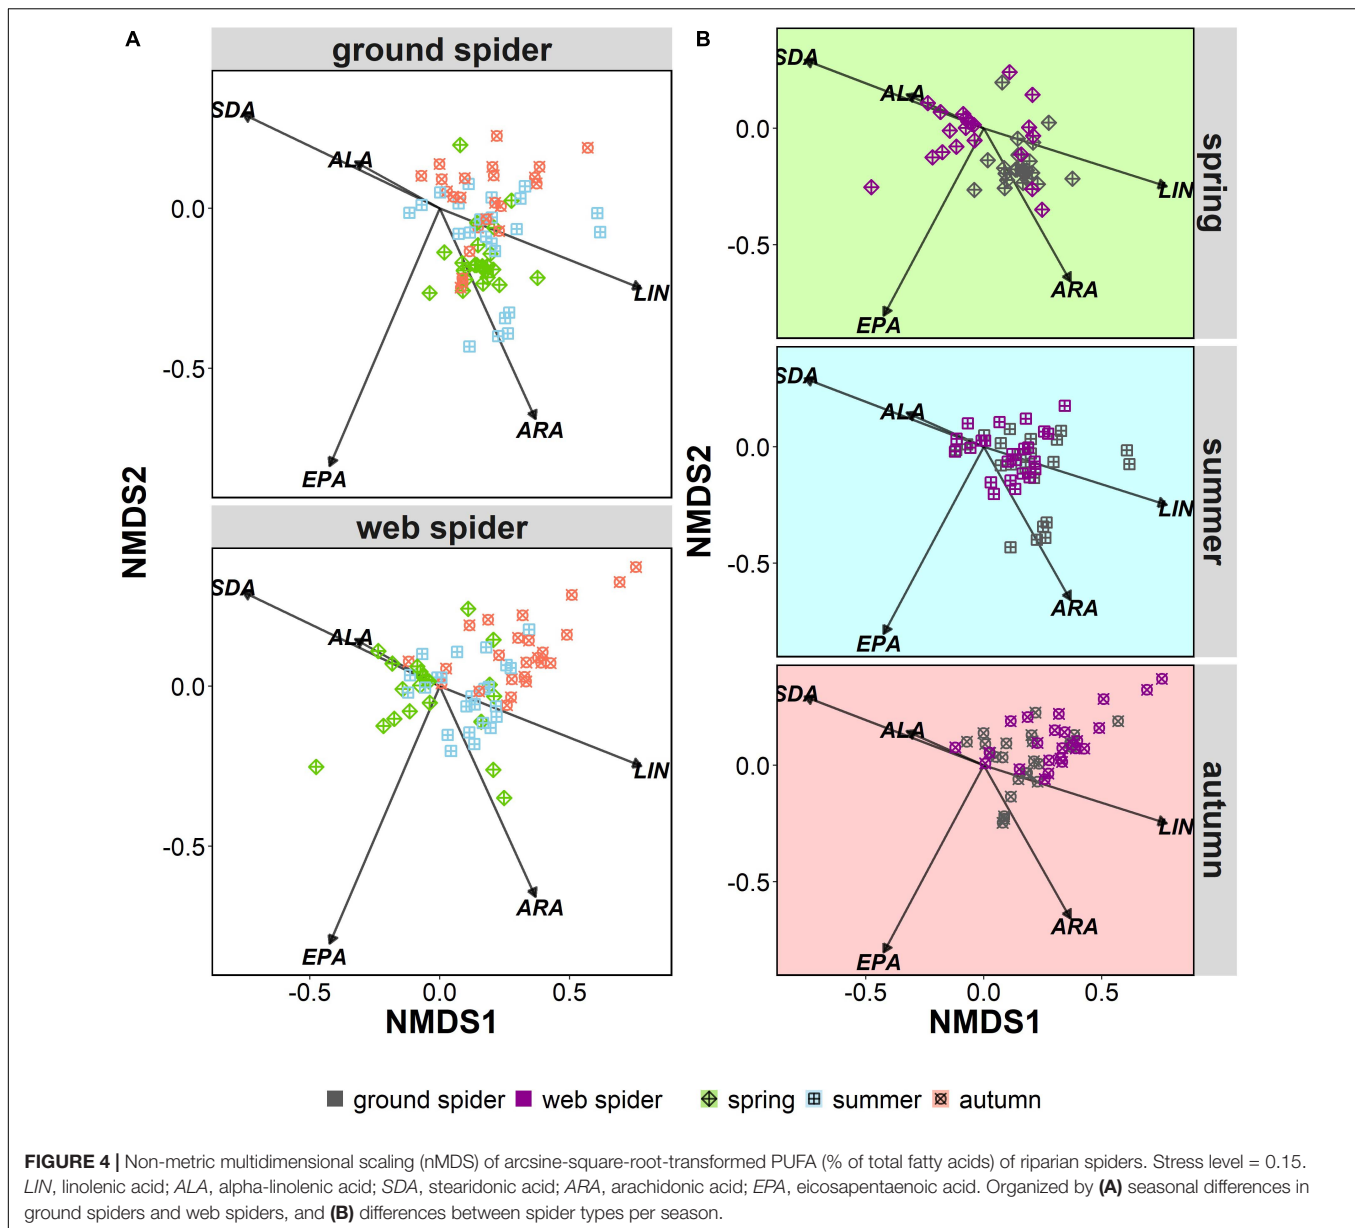 A
ground spider
SDA
ALA
0.0
-0.5
LIN
ARA
EPA
web spider
SDA
ALA
0.0
-0.5
LIN
ARA
EPA
-0.5 0.0 0.5
NMDS1
NMDS2
B
SDA
ALA
0.0
-0.5
LIN
ARA
EPA
spring
SDA
ALA
0.0
-0.5
LIN
ARA
EPA
summer
SDA
ALA
0.0
-0.5
LIN
ARA
EPA
autumn
-0.5 0.0 0.5
NMDS1
NMDS2
ground spider web spider spring summer autumn
FIGURE 4 | Non-metric multidimensional scaling (nMDS) of arcsine-square-root-transformed PUFA (% of total fatty acids) of riparian spiders. Stress level = 0.15.
LIN, linolenic acid; ALA, alpha-linolenic acid; SDA, stearidonic acid; ARA, arachidonic acid; EPA, eicosapentaenoic acid. Organized by (A) seasonal differences in
ground spiders and web spiders, and (B) differences between spider types per season.